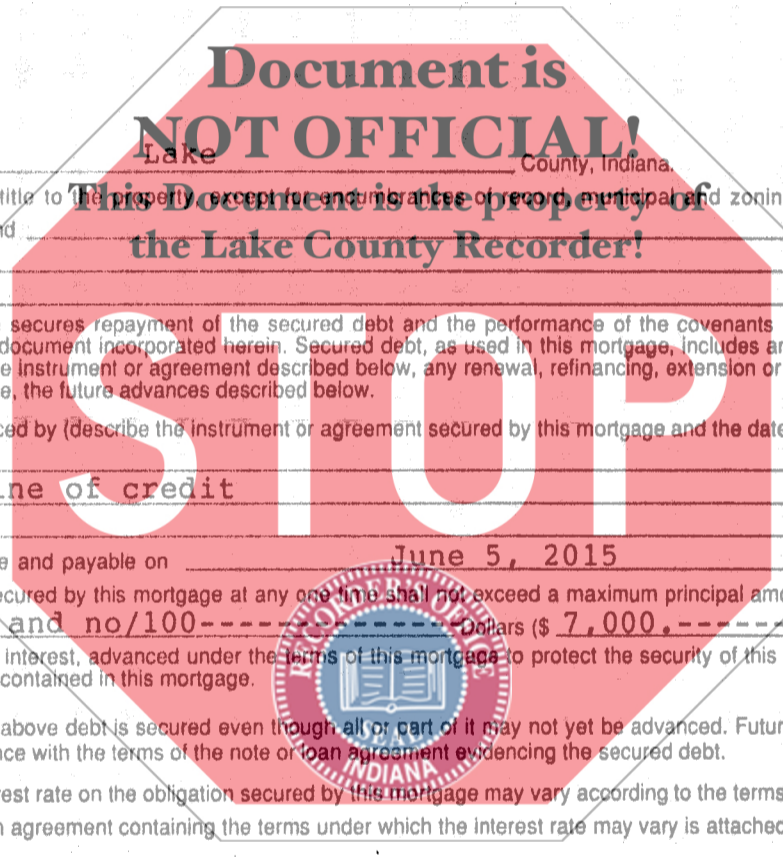 Document is
NOT OFFICIAL!
Lake County, Indiana.
title to the property, except for encumbrances of record, municipal and zonin
This Document is the property of
nd
the Lake County Recorder!
STOP
secures repayment of the secured debt and the performance of the covenants
document incorporated herein. Secured debt, as used in this mortgage, includes a
e instrument or agreement described below, any renewal, refinancing, extension or
e, the future advances described below.
ced by (describe the instrument or agreement secured by this mortgage and the date
ine of credit
e and payable on June 5, 2015
ecured by this mortgage at any one time shall not exceed a maximum principal amo
and no/100-------------- Dollars ($ 7,000.------
interest, advanced under the terms of this mortgage to protect the security of this
contained in this mortgage.
above debt is secured even though all or part of it may not yet be advanced. Futur
nce with the terms of the note or loan agreement evidencing the secured debt.
rest rate on the obligation secured by this mortgage may vary according to the terms
n agreement containing the terms under which the interest rate may vary is attached
RECORDER'S OFFICE
SEAL
INDIANA